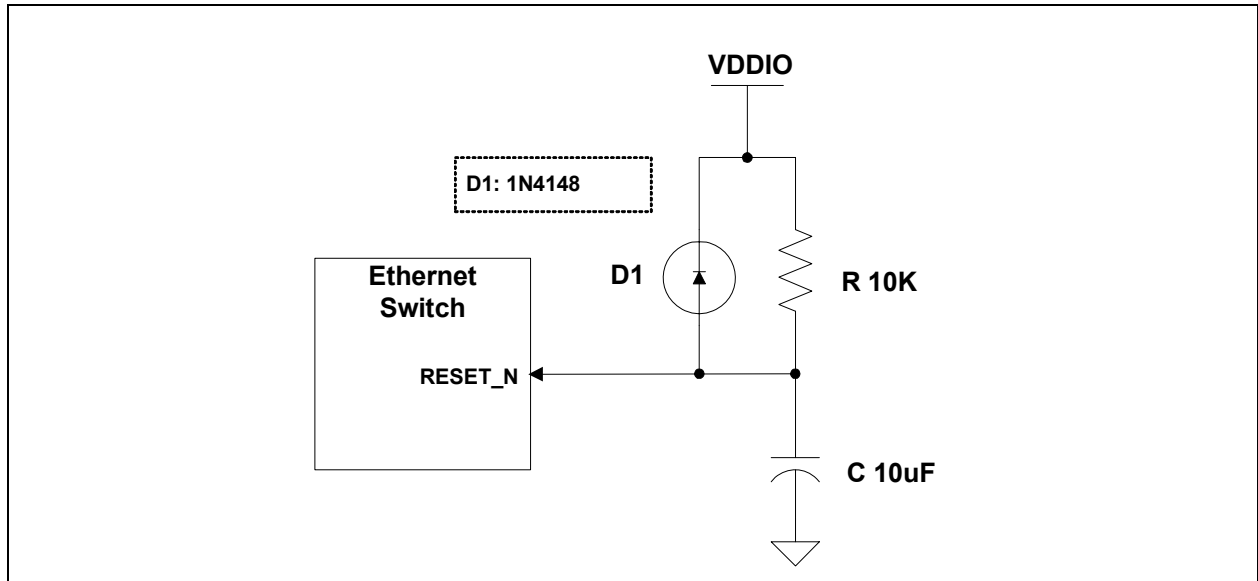 VDDIO
D1: 1N4148
Ethernet
Switch
D1
R 10K
RESET_N
C 10uF